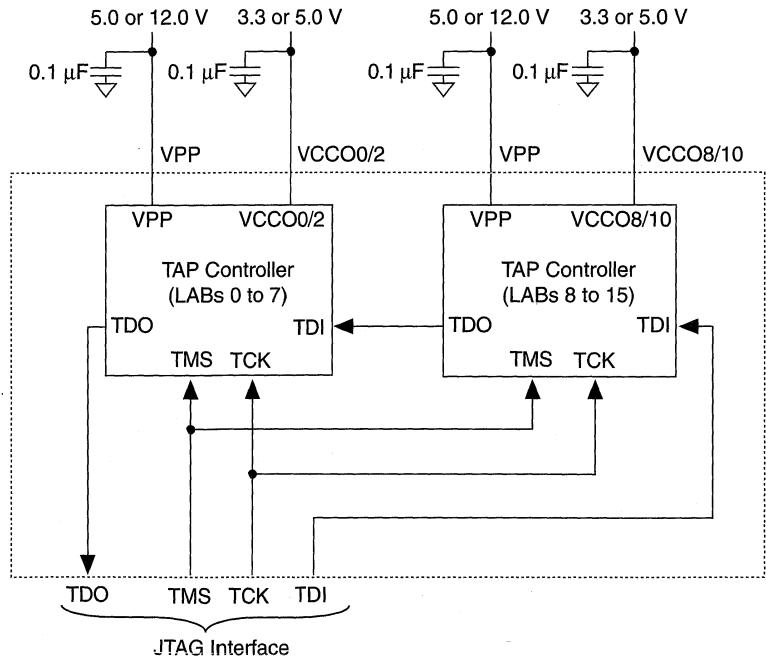 5.0 or 12.0 V 3.3 or 5.0 V 5.0 or 12.0 V 3.3 or 5.0 V
0.1 µF 0.1 µF 0.1 µF 0.1 µF
VPP VCCO0/2 VPP VCCO8/10
VPP VCCO0/2 VPP VCCO8/10
TAP Controller TAP Controller
(LABs 0 to 7) (LABs 8 to 15)
TDO TDI TDO TDI
TMS TCK TMS TCK
TDO TMS TCK TDI
JTAG Interface